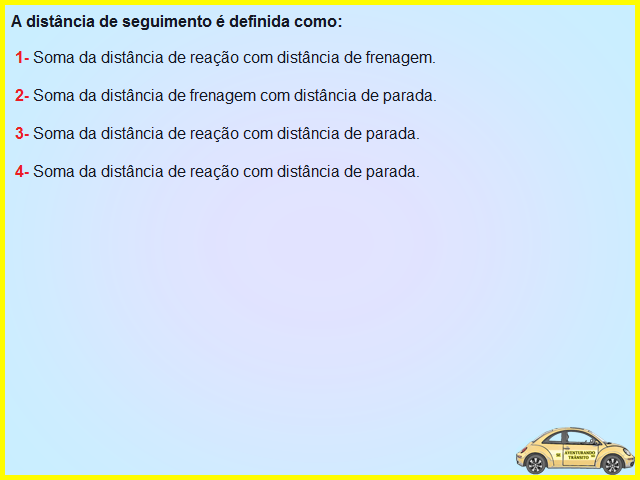 A distância de seguimento é definida como:
1- Soma da distância de reação com distância de frenagem.
2- Soma da distância de frenagem com distância de parada.
3- Soma da distância de reação com distância de parada.
4- Soma da distância de reação com distância de parada.
AVENTURANDO
TRÂNSITO